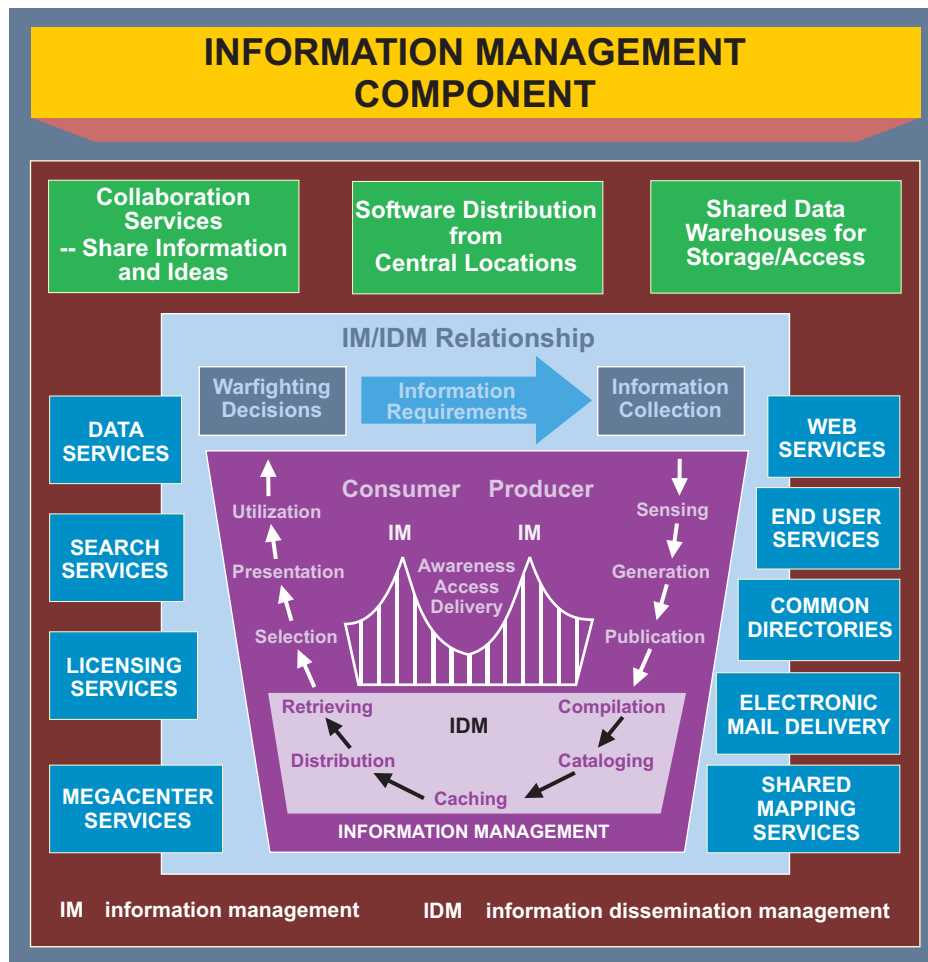 INFORMATION MANAGEMENT
COMPONENT
Collaboration
Services
-- Share Information
and Ideas
Software Distribution
from
Central Locations
Shared Data
Warehouses for
Storage/Access
IM/IDM Relationship
Warfighting
Decisions
Information
Requirements
Information
Collection
DATA
SERVICES
SEARCH
SERVICES
LICENSING
SERVICES
MEGACENTER
SERVICES
Consumer
Producer
IM
IM
Awareness
Access
Delivery
Utilization
Presentation
Selection
Retrieving
Distribution
Caching
Sensing
Generation
Publication
Compilation
Cataloging
IDM
INFORMATION MANAGEMENT
WEB
SERVICES
END USER
SERVICES
COMMON
DIRECTORIES
ELECTRONIC
MAIL DELIVERY
SHARED
MAPPING
SERVICES
IM information management
IDM information dissemination management